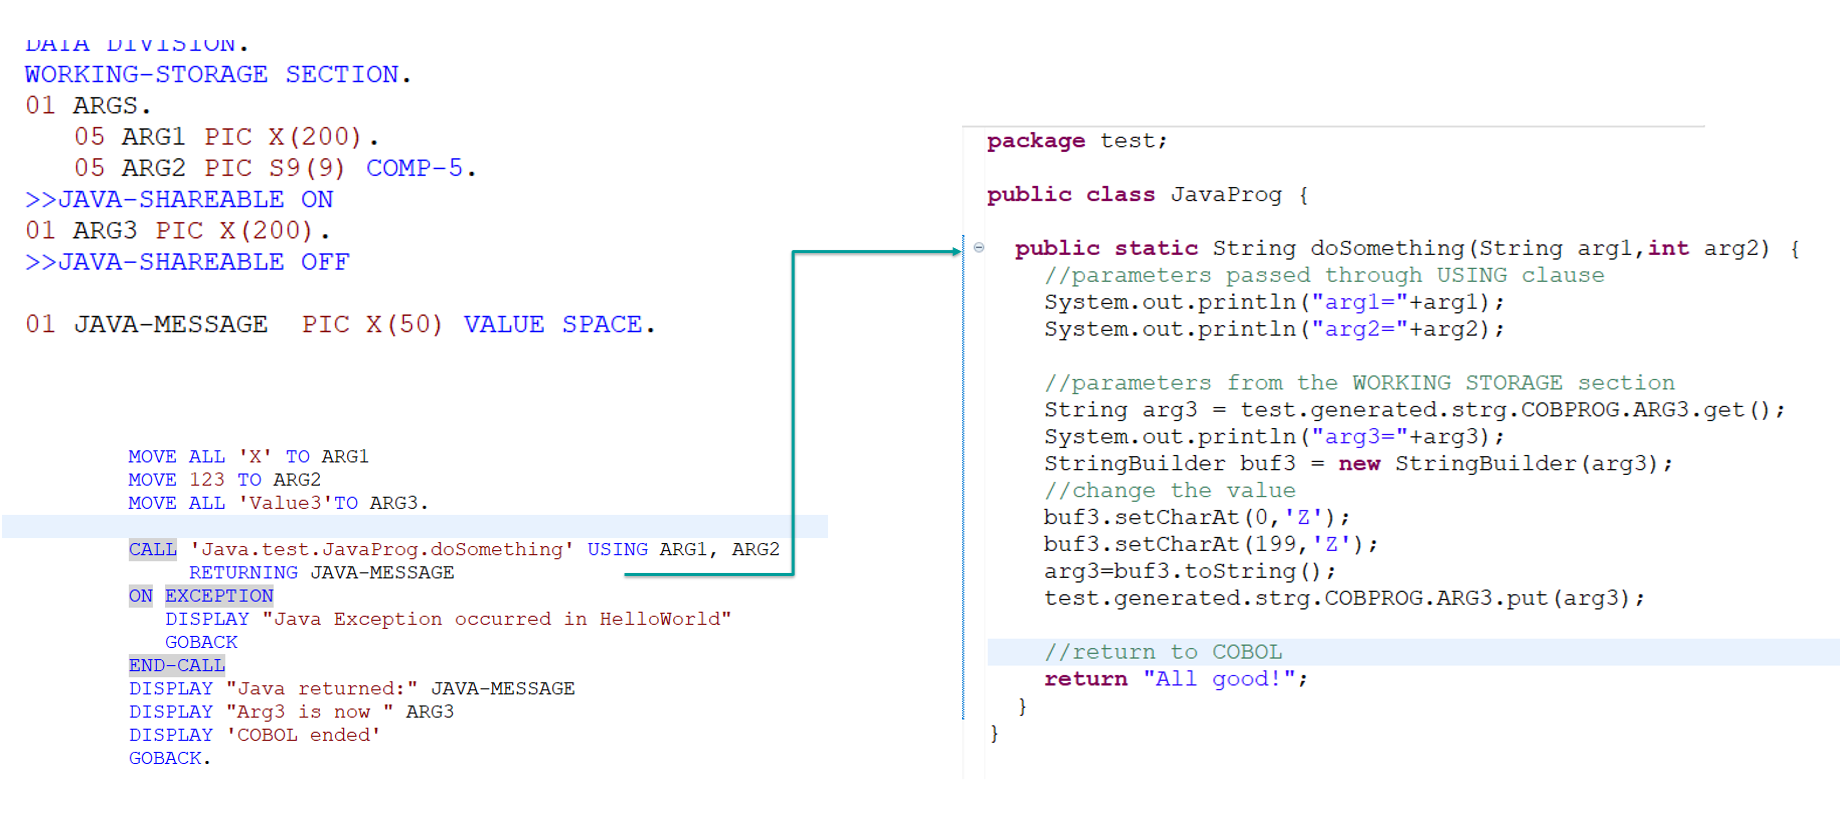 DATA DIVISION.
WORKING-STORAGE SECTION.
01 ARGS.
   05 ARG1 PIC X(200).
   05 ARG2 PIC S9(9) COMP-5.
>>JAVA-SHAREABLE ON
01 ARG3 PIC X(200).
>>JAVA-SHAREABLE OFF
01 JAVA-MESSAGE  PIC X(50) VALUE SPACE.
MOVE ALL 'X' TO ARG1
MOVE 123 TO ARG2
MOVE ALL 'Value3'TO ARG3.
CALL 'Java.test.JavaProg.doSomething' USING ARG1, ARG2
     RETURNING JAVA-MESSAGE
ON EXCEPTION
   DISPLAY "Java Exception occurred in HelloWorld"
   GOBACK
END-CALL
DISPLAY "Java returned:" JAVA-MESSAGE
DISPLAY "Arg3 is now " ARG3
DISPLAY 'COBOL ended'
GOBACK.
package test;
public class JavaProg {
  public static String doSomething(String arg1,int arg2) {
    //parameters passed through USING clause
    System.out.println("arg1="+arg1);
    System.out.println("arg2="+arg2);
    //parameters from the WORKING STORAGE section
    String arg3 = test.generated.strg.COBPROG.ARG3.get();
    System.out.println("arg3="+arg3);
    StringBuilder buf3 = new StringBuilder(arg3);
    //change the value
    buf3.setCharAt(0,'Z');
    buf3.setCharAt(199,'Z');
    arg3=buf3.toString();
    test.generated.strg.COBPROG.ARG3.put(arg3);
    //return to COBOL
    return "All good!";
  }
}